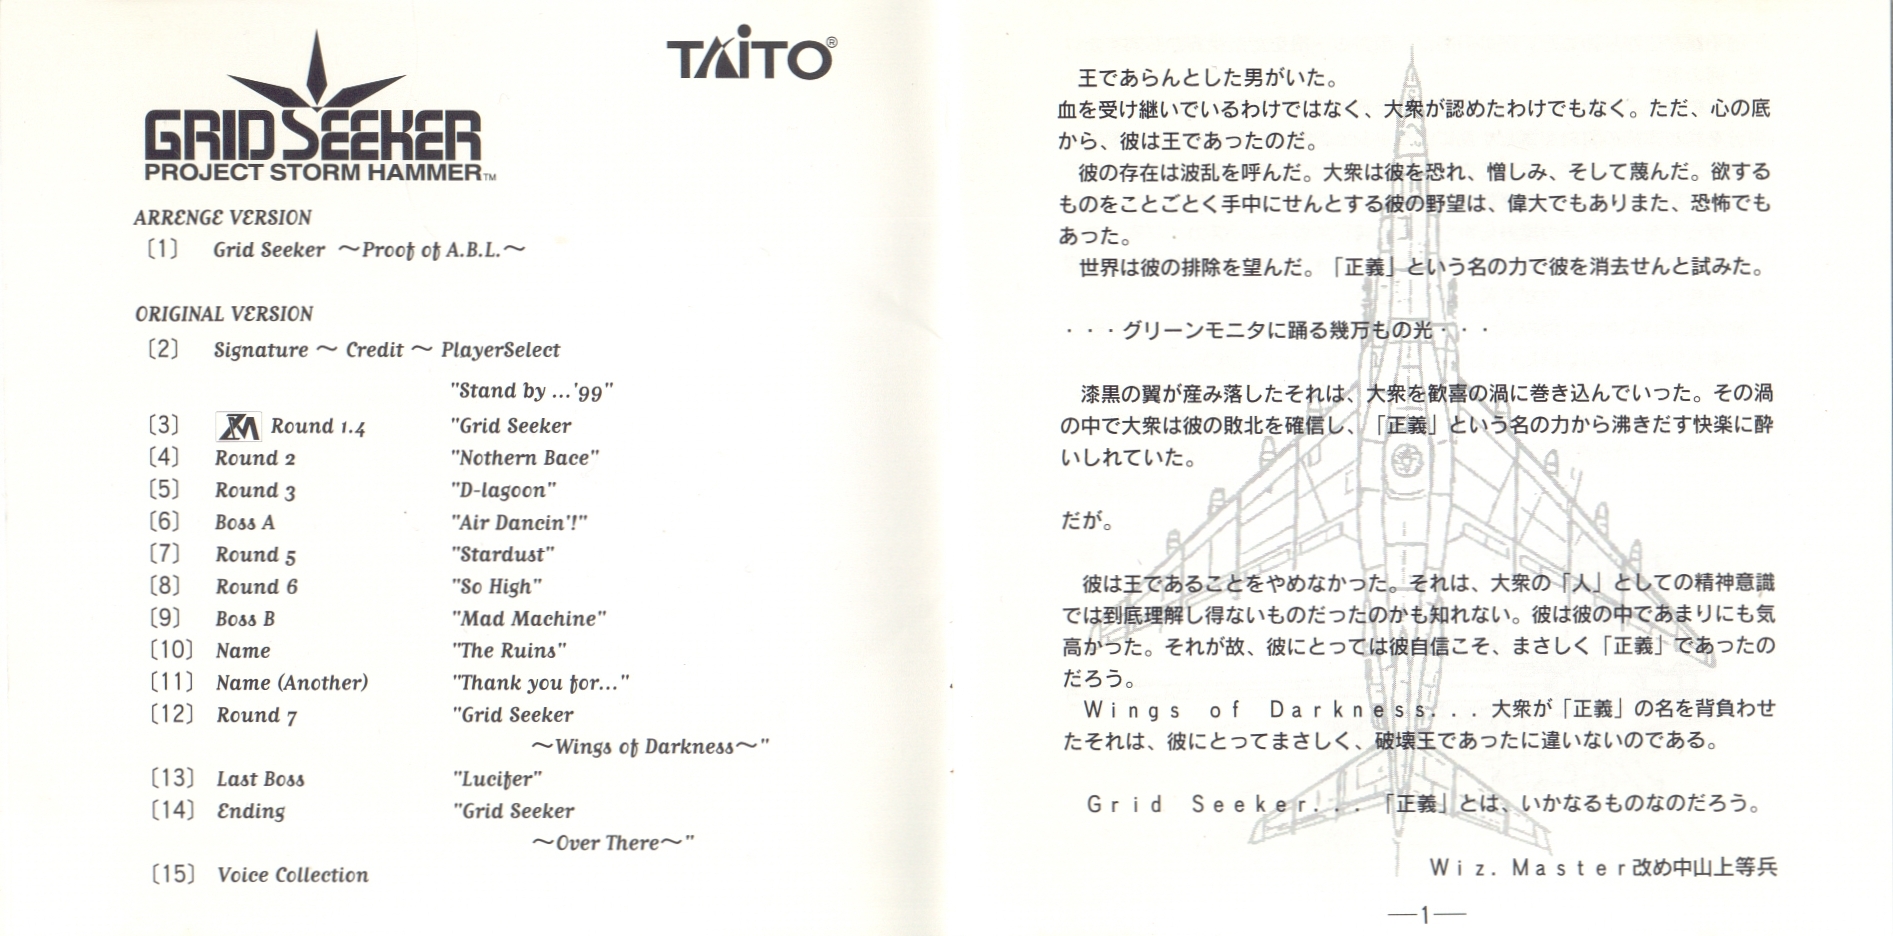 TAITO®
GRID SEEKER
PROJECT STORM HAMMER™
ARRENGE VERSION
〔1〕 Grid Seeker ～Proof of A.B.L.～
ORIGINAL VERSION
〔2〕 Signature ～ Credit ～ PlayerSelect
"Stand by ...'99"
〔3〕 Round 1.4 "Grid Seeker
〔4〕 Round 2 "Nothern Bace"
〔5〕 Round 3 "D-lagoon"
〔6〕 Boss A "Air Dancin'!"
〔7〕 Round 5 "Stardust"
〔8〕 Round 6 "So High"
〔9〕 Boss B "Mad Machine"
〔10〕 Name "The Ruins"
〔11〕 Name (Another) "Thank you for..."
〔12〕 Round 7 "Grid Seeker
～Wings of Darkness～"
〔13〕 Last Boss "Lucifer"
〔14〕 Ending "Grid Seeker
～Over There～"
〔15〕 Voice Collection
王であらんとした男がいた。
血を受け継いでいるわけではなく、大衆が認めたわけでもなく。ただ、心の底
から、彼は王であったのだ。
彼の存在は波乱を呼んだ。大衆は彼を恐れ、憎しみ、そして蔑んだ。欲する
ものをことごとく手中にせんとする彼の野望は、偉大でもありまた、恐怖でも
あった。
世界は彼の排除を望んだ。「正義」という名の力で彼を消去せんと試みた。
・・・グリーンモニタに踊る幾万もの光・・・
漆黒の翼が産み落したそれは、大衆を歓喜の渦に巻き込んでいった。その渦
の中で大衆は彼の敗北を確信し、「正義」という名の力から沸きだす快楽に酔
いしれていた。
だが。
彼は王であることをやめなかった。それは、大衆の「人」としての精神意識
では到底理解し得ないものだったのかも知れない。彼は彼の中であまりにも気
高かった。それが故、彼にとっては彼自信こそ、まさしく「正義」であったの
だろう。
Wings of Darkness...大衆が「正義」の名を背負わせ
たそれは、彼にとってまさしく、破壊王であったに違いないのである。
Grid Seeker...「正義」とは、いかなるものなのだろう。
Wiz.Master改め中山上等兵
—1—